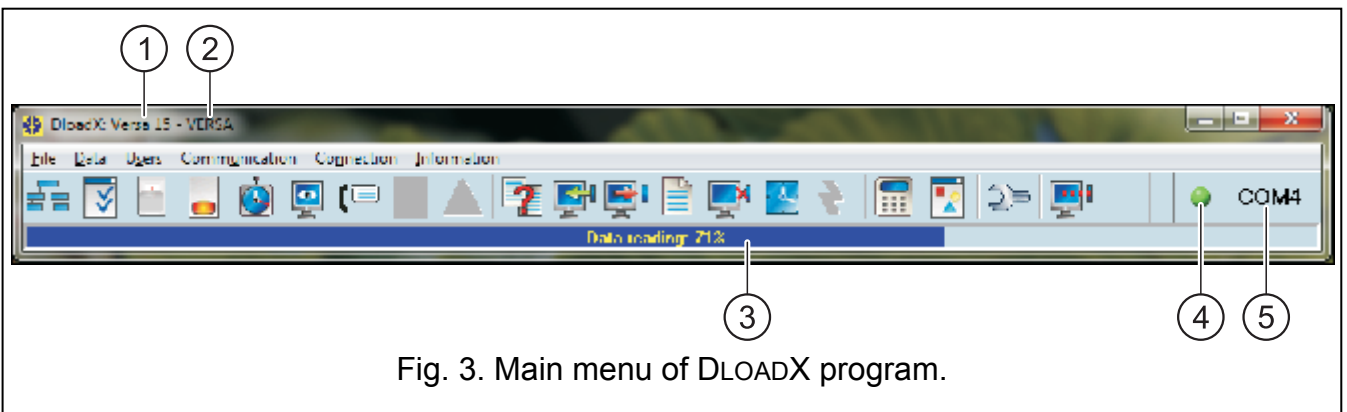 1 2
DloadX: Versa 15 - VERSA
File Data Users Communication Connection Information
COM4
Data reading: 71%
3 4 5
Fig. 3. Main menu of DLOADX program.